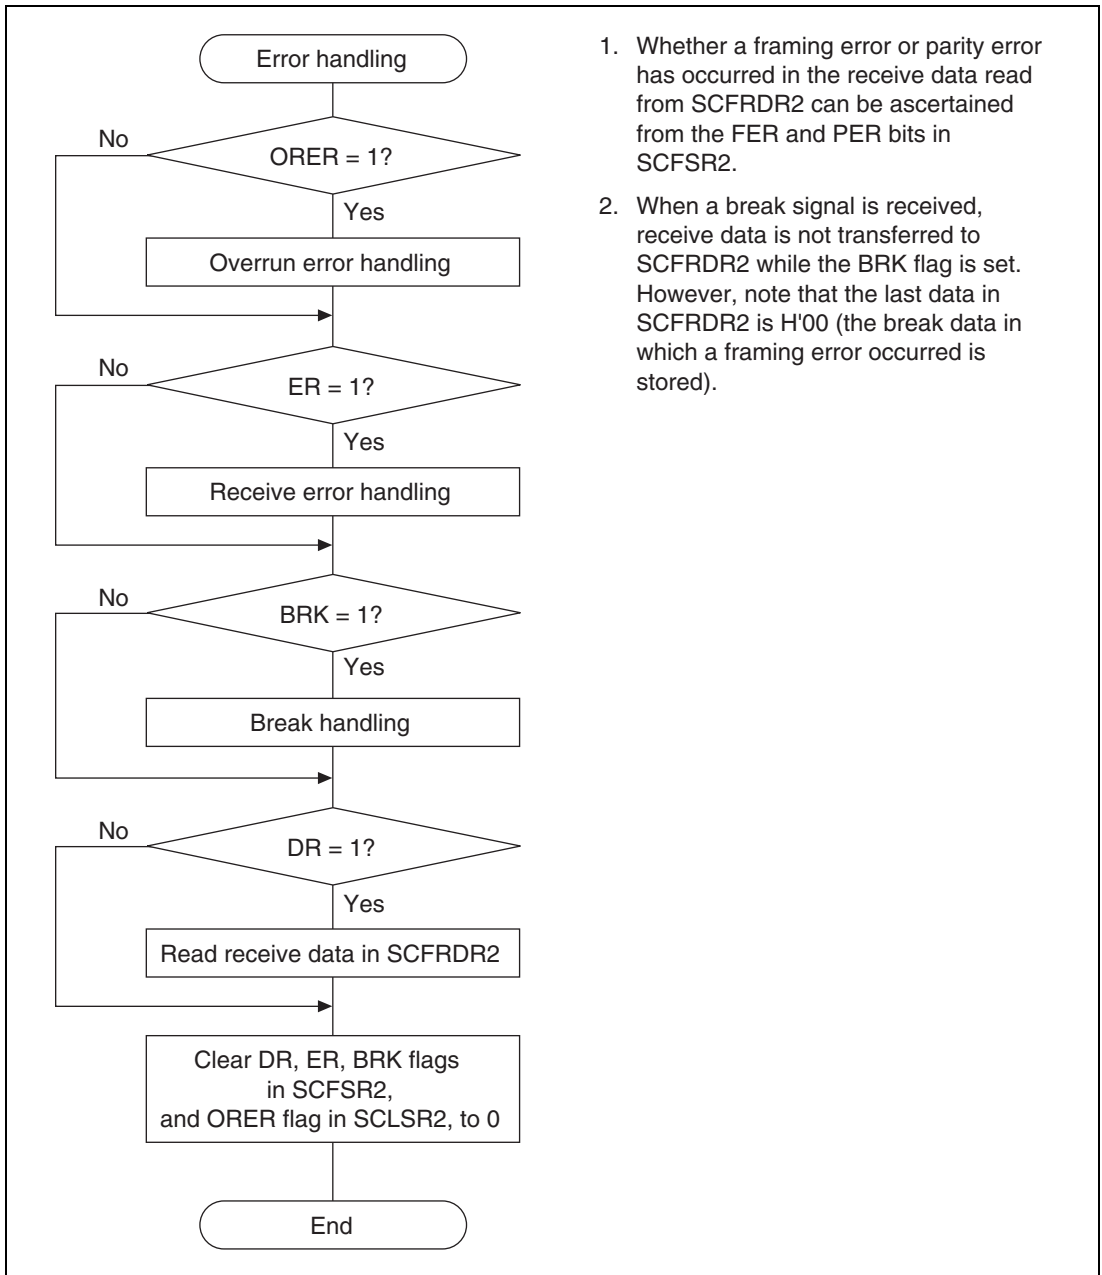 Error handling
No
ORER = 1?
Yes
Overrun error handling
No
ER = 1?
Yes
Receive error handling
No
BRK = 1?
Yes
Break handling
No
DR = 1?
Yes
Read receive data in SCFRDR2
Clear DR, ER, BRK flags
in SCFSR2,
and ORER flag in SCLSR2, to 0
End
1. Whether a framing error or parity error
has occurred in the receive data read
from SCFRDR2 can be ascertained
from the FER and PER bits in
SCFSR2.
2. When a break signal is received,
receive data is not transferred to
SCFRDR2 while the BRK flag is set.
However, note that the last data in
SCFRDR2 is H'00 (the break data in
which a framing error occurred is
stored).